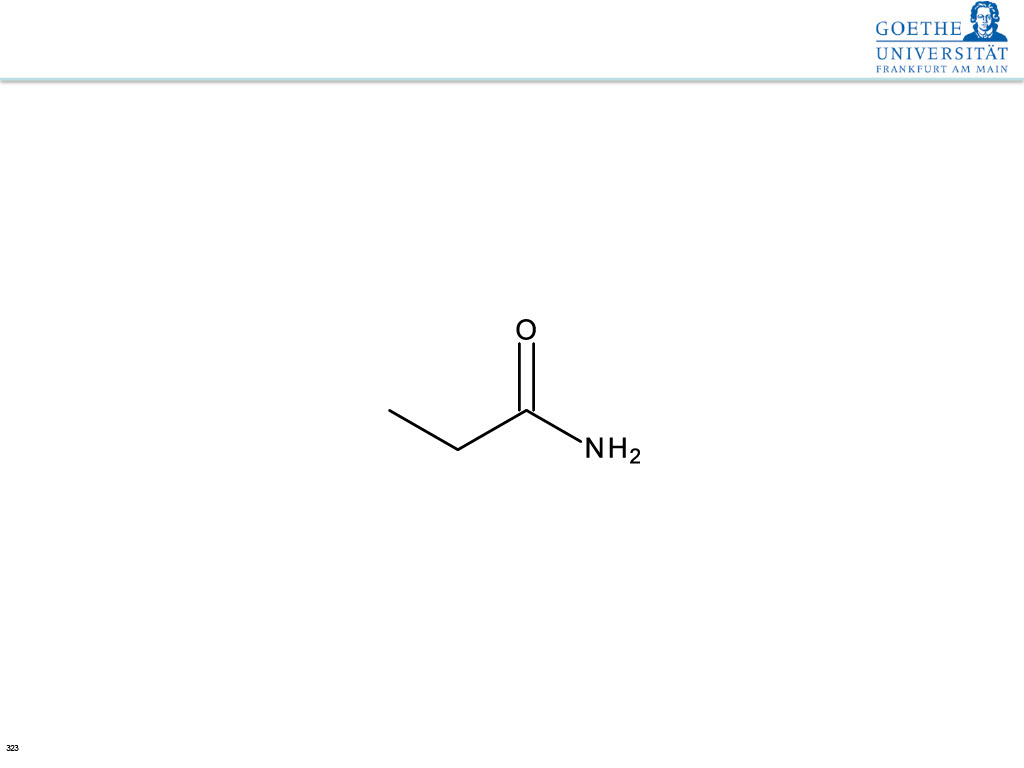 GOETHE
UNIVERSITÄT
FRANKFURT AM MAIN
O
NH₂
323